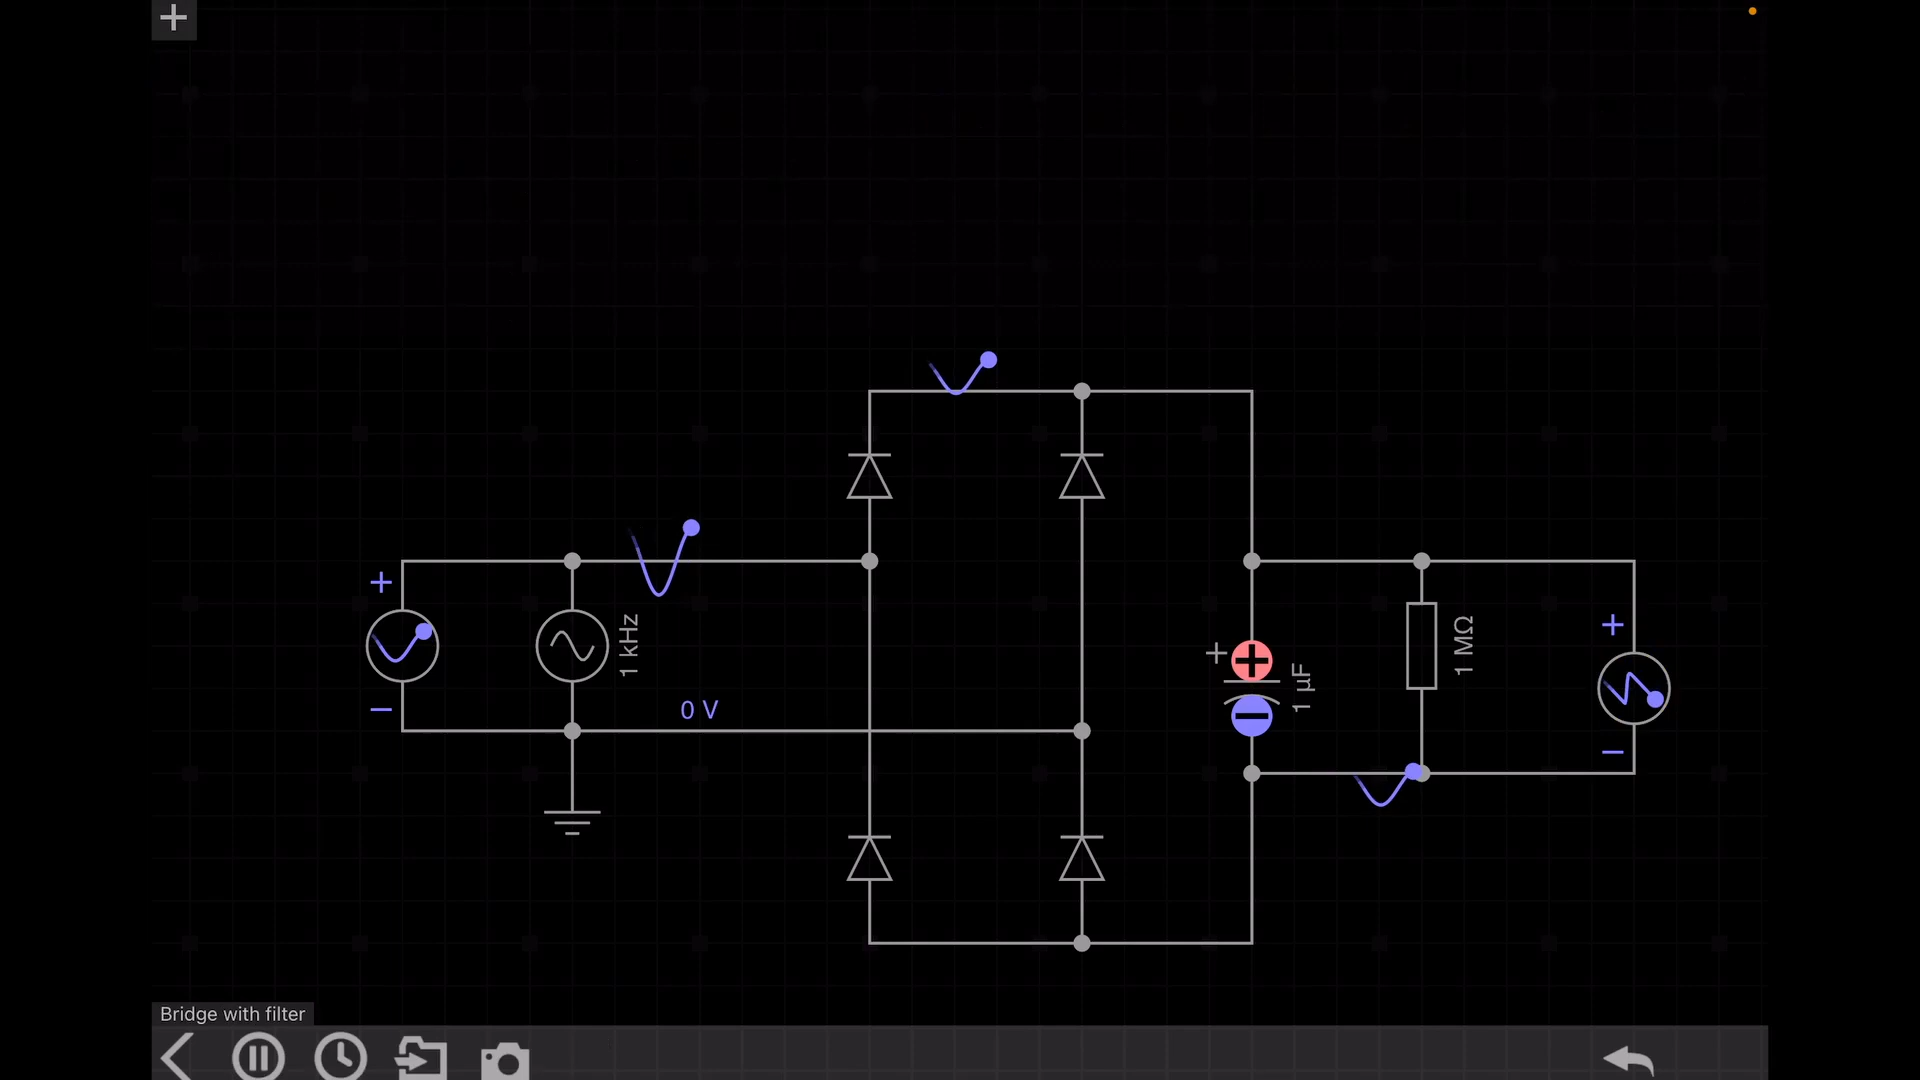 +
1 kHz
−
0 V
+
1 µF
1 MΩ
+
−
Bridge with filter